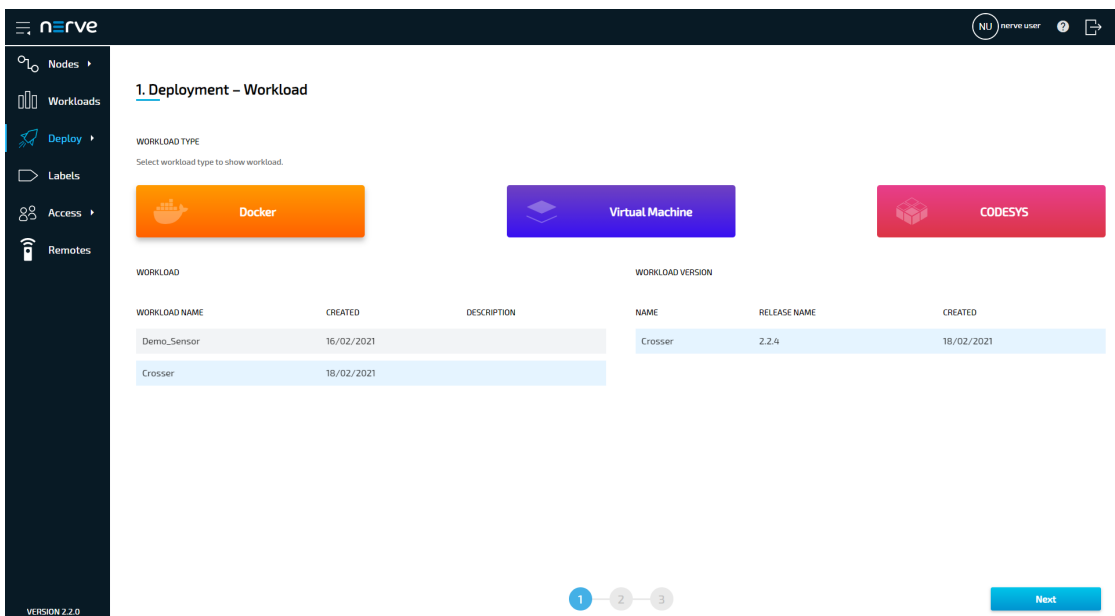 nerve
NU nerve user ?
Nodes
Workloads
Deploy
Labels
Access
Remotes
VERSION 2.2.0
1. Deployment – Workload
WORKLOAD TYPE
Select workload type to show workload.
Docker Virtual Machine CODESYS
WORKLOAD
WORKLOAD NAME CREATED DESCRIPTION
Demo_Sensor 16/02/2021
Crosser 18/02/2021
WORKLOAD VERSION
NAME RELEASE NAME CREATED
Crosser 2.2.4 18/02/2021
1 2 3
Next